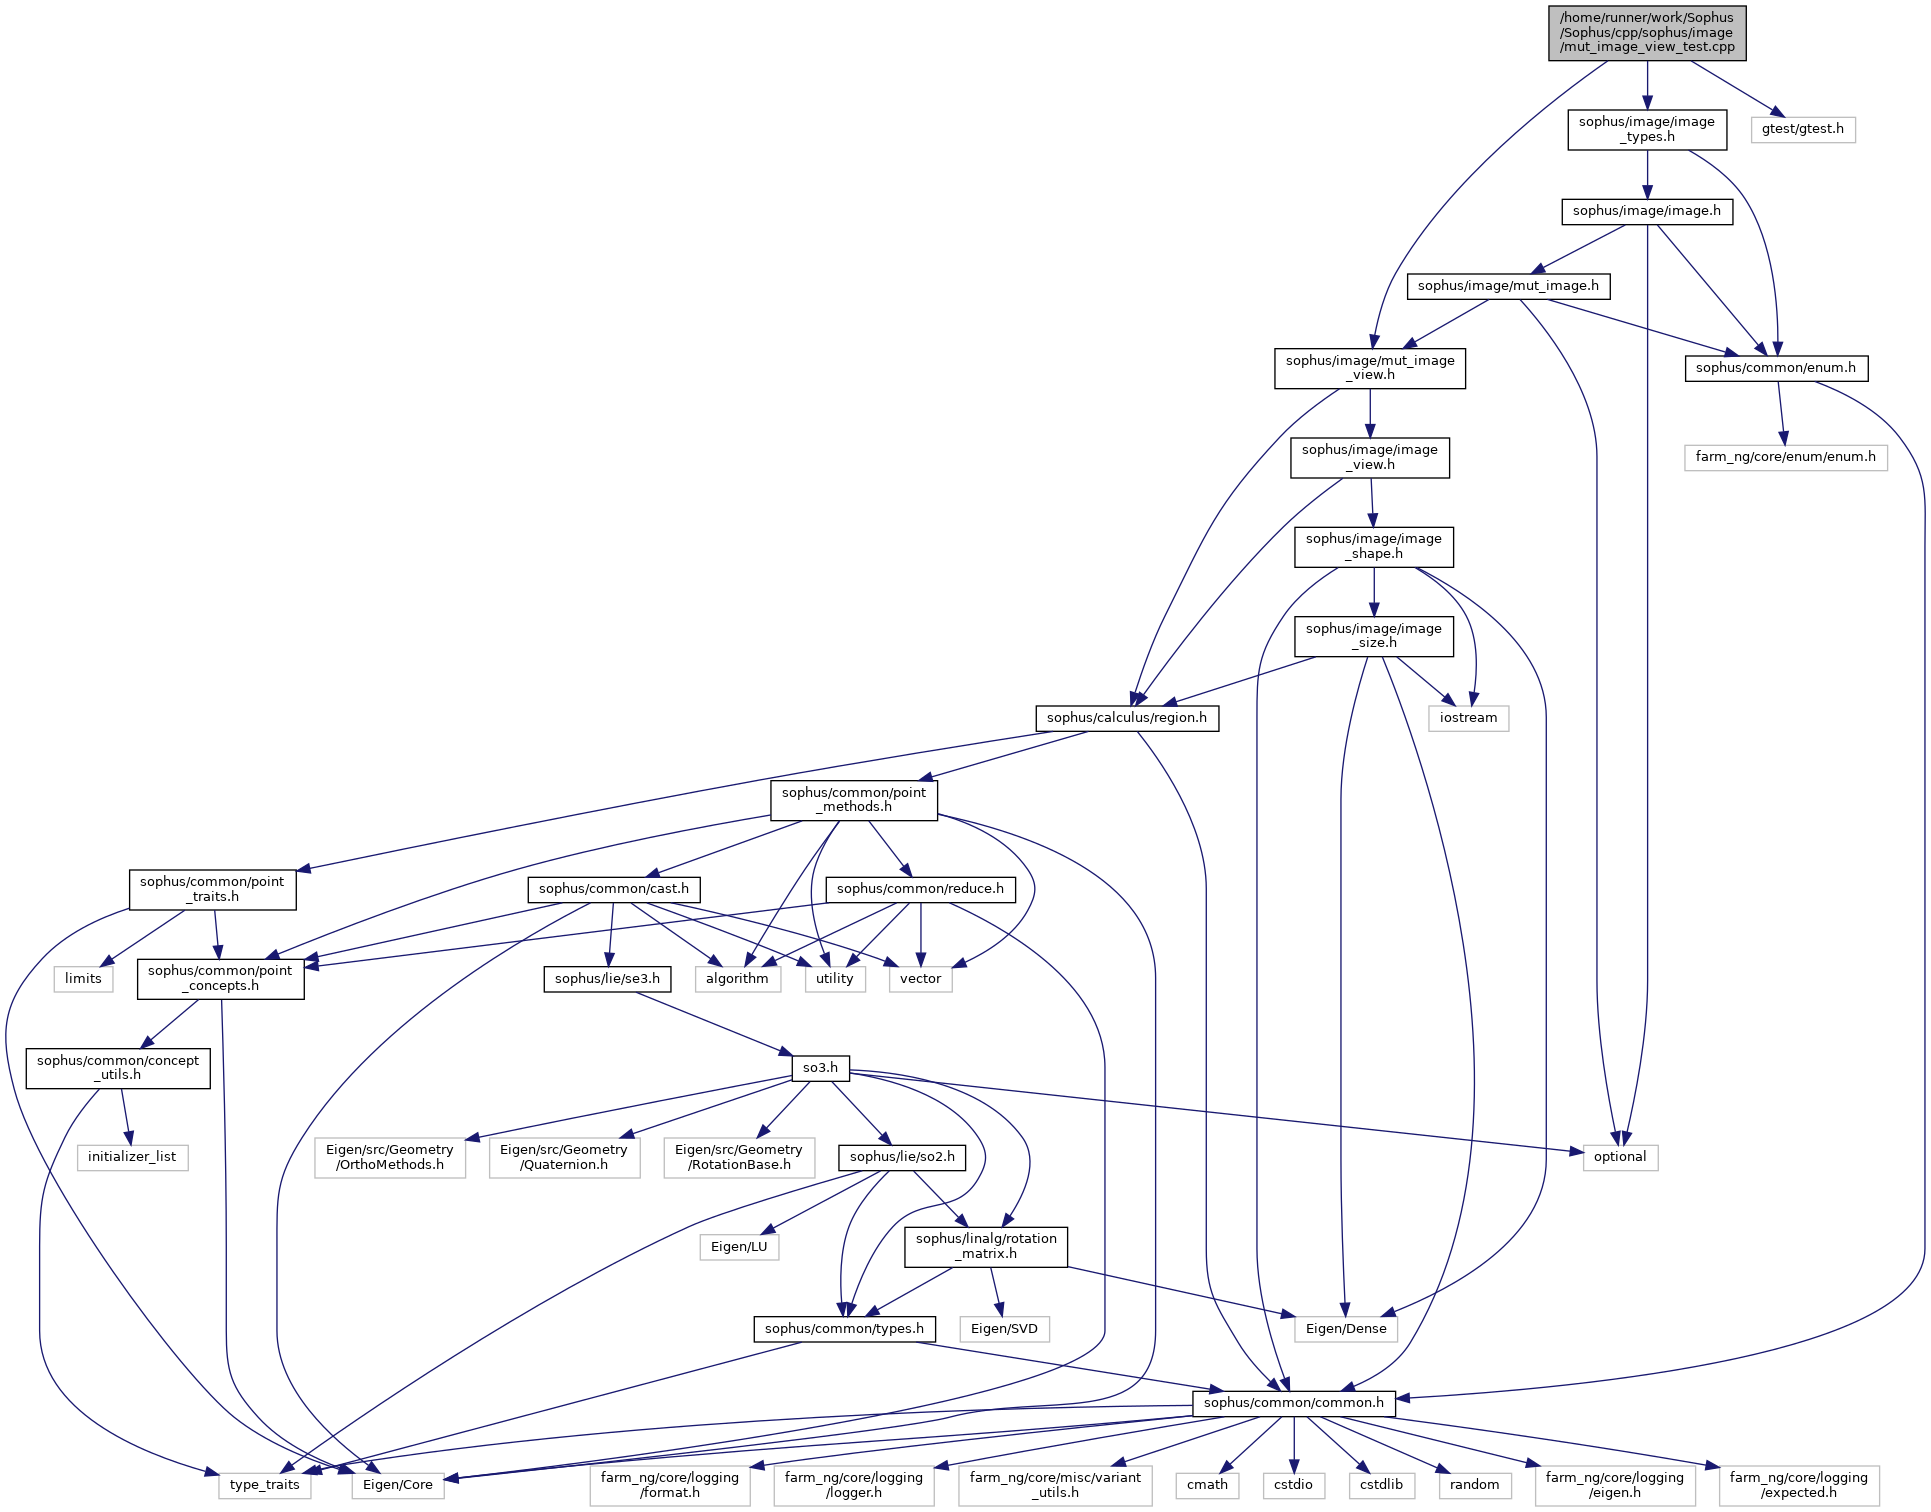 /home/runner/work/Sophus
/Sophus/cpp/sophus/image
/mut_image_view_test.cpp
sophus/image/image
_types.h
gtest/gtest.h
sophus/image/image.h
sophus/image/mut_image.h
sophus/image/mut_image
_view.h
sophus/common/enum.h
sophus/image/image
_view.h
farm_ng/core/enum/enum.h
sophus/image/image
_shape.h
sophus/image/image
_size.h
sophus/calculus/region.h
iostream
sophus/common/point
_methods.h
sophus/common/point
_traits.h
sophus/common/cast.h
sophus/common/reduce.h
limits
sophus/common/point
_concepts.h
sophus/lie/se3.h
algorithm
utility
vector
sophus/common/concept
_utils.h
so3.h
initializer_list
Eigen/src/Geometry
/OrthoMethods.h
Eigen/src/Geometry
/Quaternion.h
Eigen/src/Geometry
/RotationBase.h
sophus/lie/so2.h
optional
Eigen/LU
sophus/linalg/rotation
_matrix.h
sophus/common/types.h
Eigen/SVD
Eigen/Dense
sophus/common/common.h
type_traits
Eigen/Core
farm_ng/core/logging
/format.h
farm_ng/core/logging
/logger.h
farm_ng/core/misc/variant
_utils.h
cmath
cstdio
cstdlib
random
farm_ng/core/logging
/eigen.h
farm_ng/core/logging
/expected.h